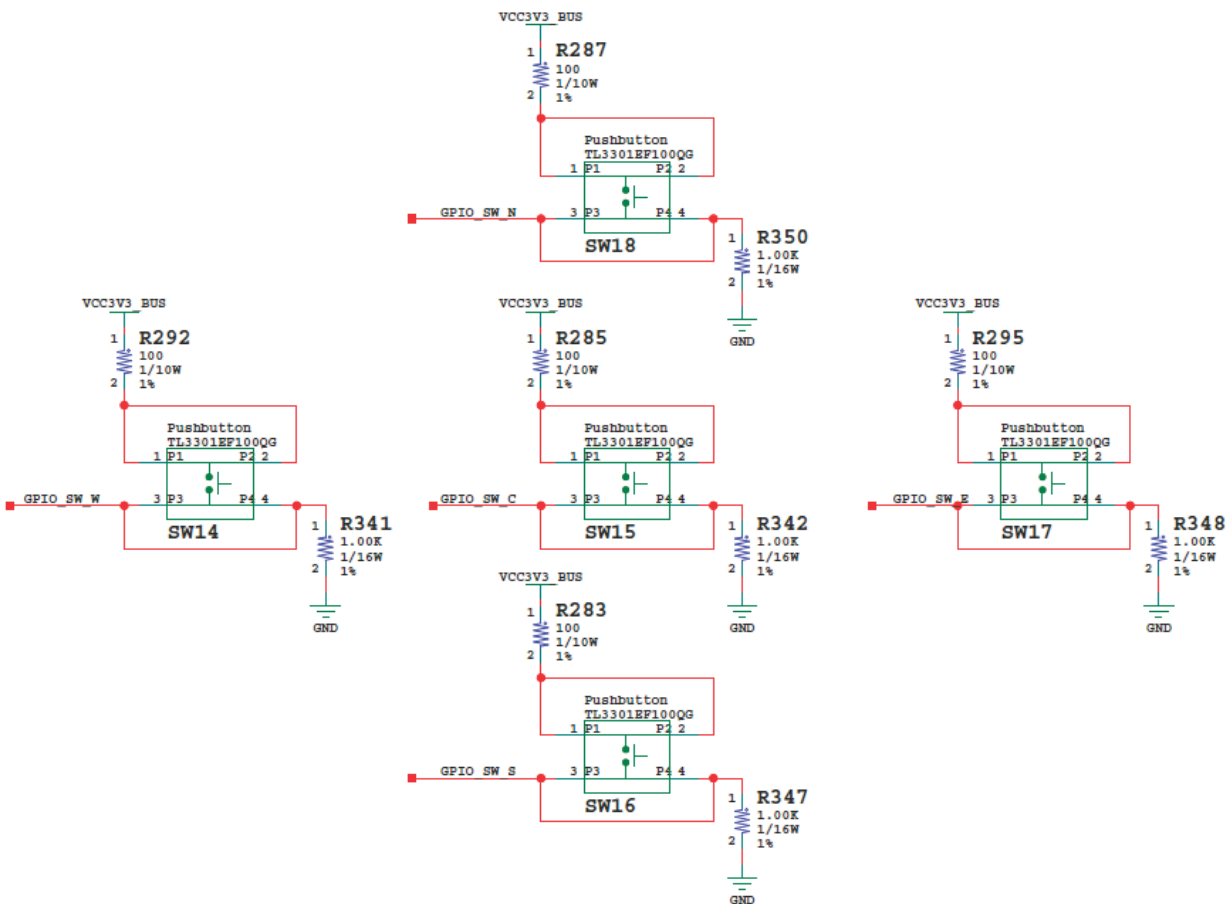 VCC3V3_BUS
1 R287
100
1/10W
2 1%
Pushbutton
TL3301EF100QG
1 P1 P2 2
GPIO_SW_N 3 P3 P4 4
SW18
1 R350
1.00K
1/16W
2 1%
GND
VCC3V3_BUS
1 R292
100
1/10W
2 1%
Pushbutton
TL3301EF100QG
1 P1 P2 2
GPIO_SW_W 3 P3 P4 4
SW14
1 R341
1.00K
1/16W
2 1%
GND
VCC3V3_BUS
1 R285
100
1/10W
2 1%
Pushbutton
TL3301EF100QG
1 P1 P2 2
GPIO_SW_C 3 P3 P4 4
SW15
1 R342
1.00K
1/16W
2 1%
GND
VCC3V3_BUS
1 R295
100
1/10W
2 1%
Pushbutton
TL3301EF100QG
1 P1 P2 2
GPIO_SW_E 3 P3 P4 4
SW17
1 R348
1.00K
1/16W
2 1%
GND
VCC3V3_BUS
1 R283
100
1/10W
2 1%
Pushbutton
TL3301EF100QG
1 P1 P2 2
GPIO_SW_S 3 P3 P4 4
SW16
1 R347
1.00K
1/16W
2 1%
GND